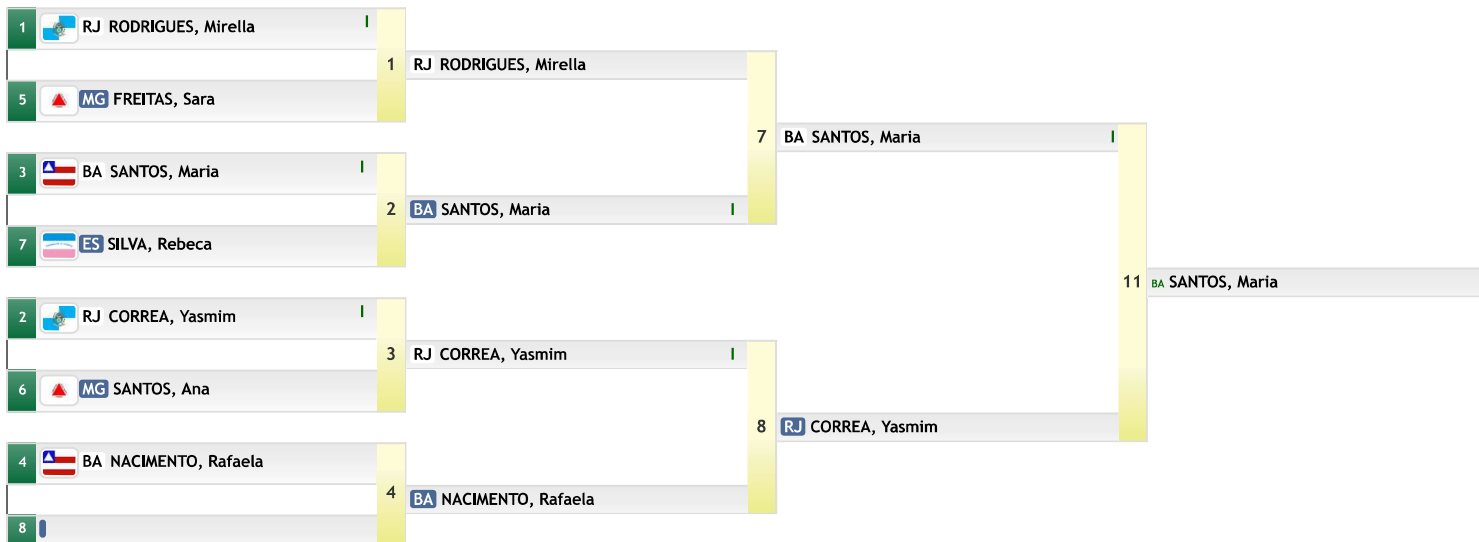 1 RJ RODRIGUES, Mirella I
1 RJ RODRIGUES, Mirella
5 MG FREITAS, Sara
7 BA SANTOS, Maria I
3 BA SANTOS, Maria I
2 BA SANTOS, Maria I
7 ES SILVA, Rebeca
11 BA SANTOS, Maria
2 RJ CORREA, Yasmim I
3 RJ CORREA, Yasmim I
6 MG SANTOS, Ana
8 RJ CORREA, Yasmim
4 BA NACIMENTO, Rafaela
4 BA NACIMENTO, Rafaela
8